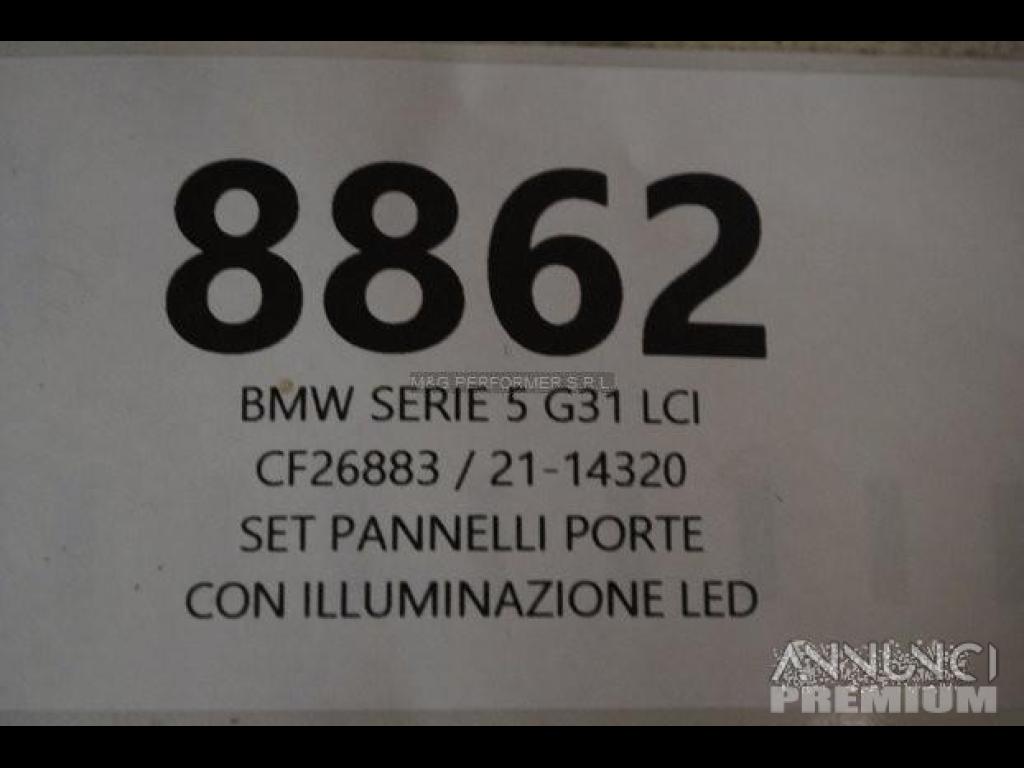 8862
M&G PERFORMER S.R.L.
BMW SERIE 5 G31 LCI
CF26883 / 21-14320
SET PANNELLI PORTE
CON ILLUMINAZIONE LED
ANNUNCI
PREMIUM